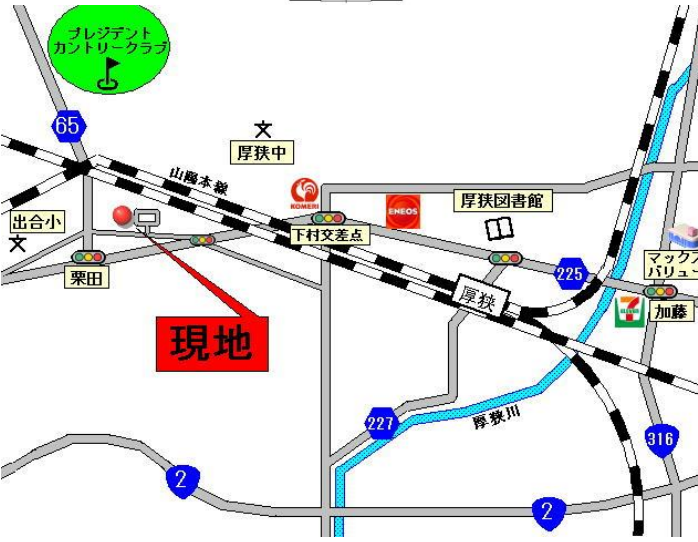 プレジデント
カントリークラブ
65
厚狭中
山陽本線
KOMERI
ENEOS
厚狭図書館
出合小
下村交差点
栗田
225
マックス
バリュー
厚狭
加藤
現地
7
ELEVEN
227
厚狭川
316
2
2